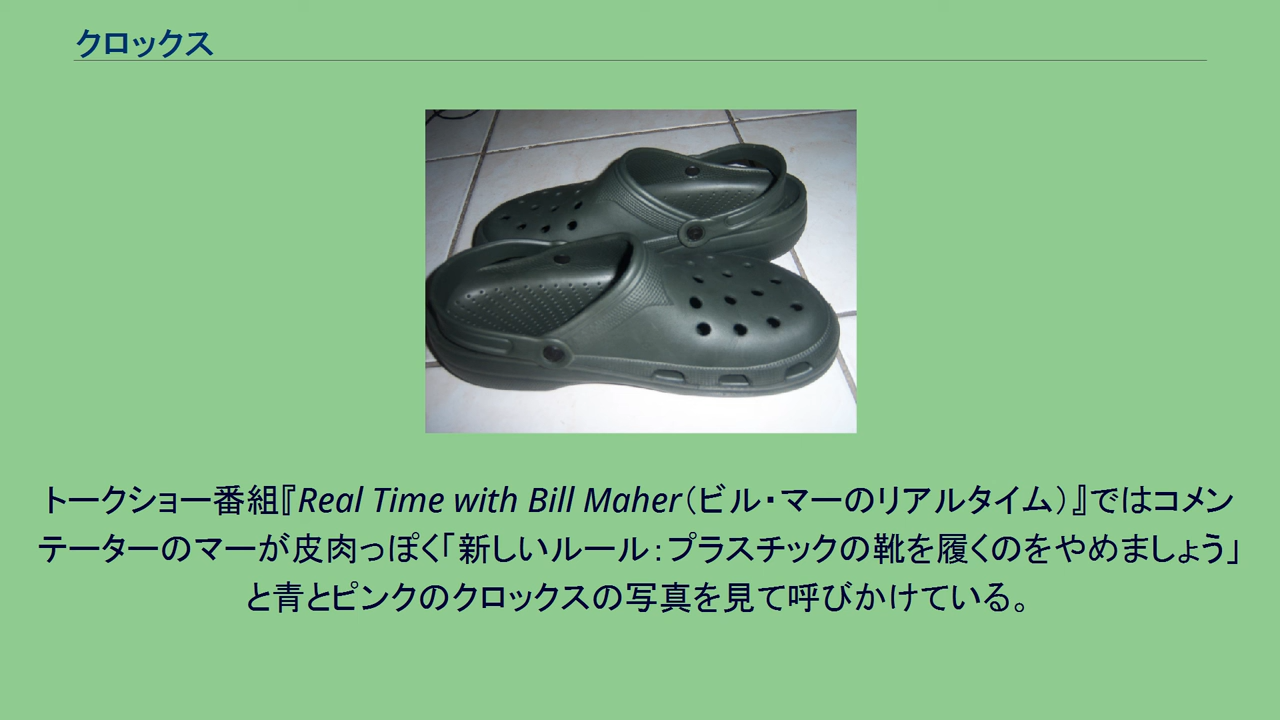 クロックス
トークショー番組『Real Time with Bill Maher（ビル・マーのリアルタイム）』ではコメン
テーターのマーが皮肉っぽく「新しいルール：プラスチックの靴を履くのをやめましょう」
と青とピンクのクロックスの写真を見て呼びかけている。